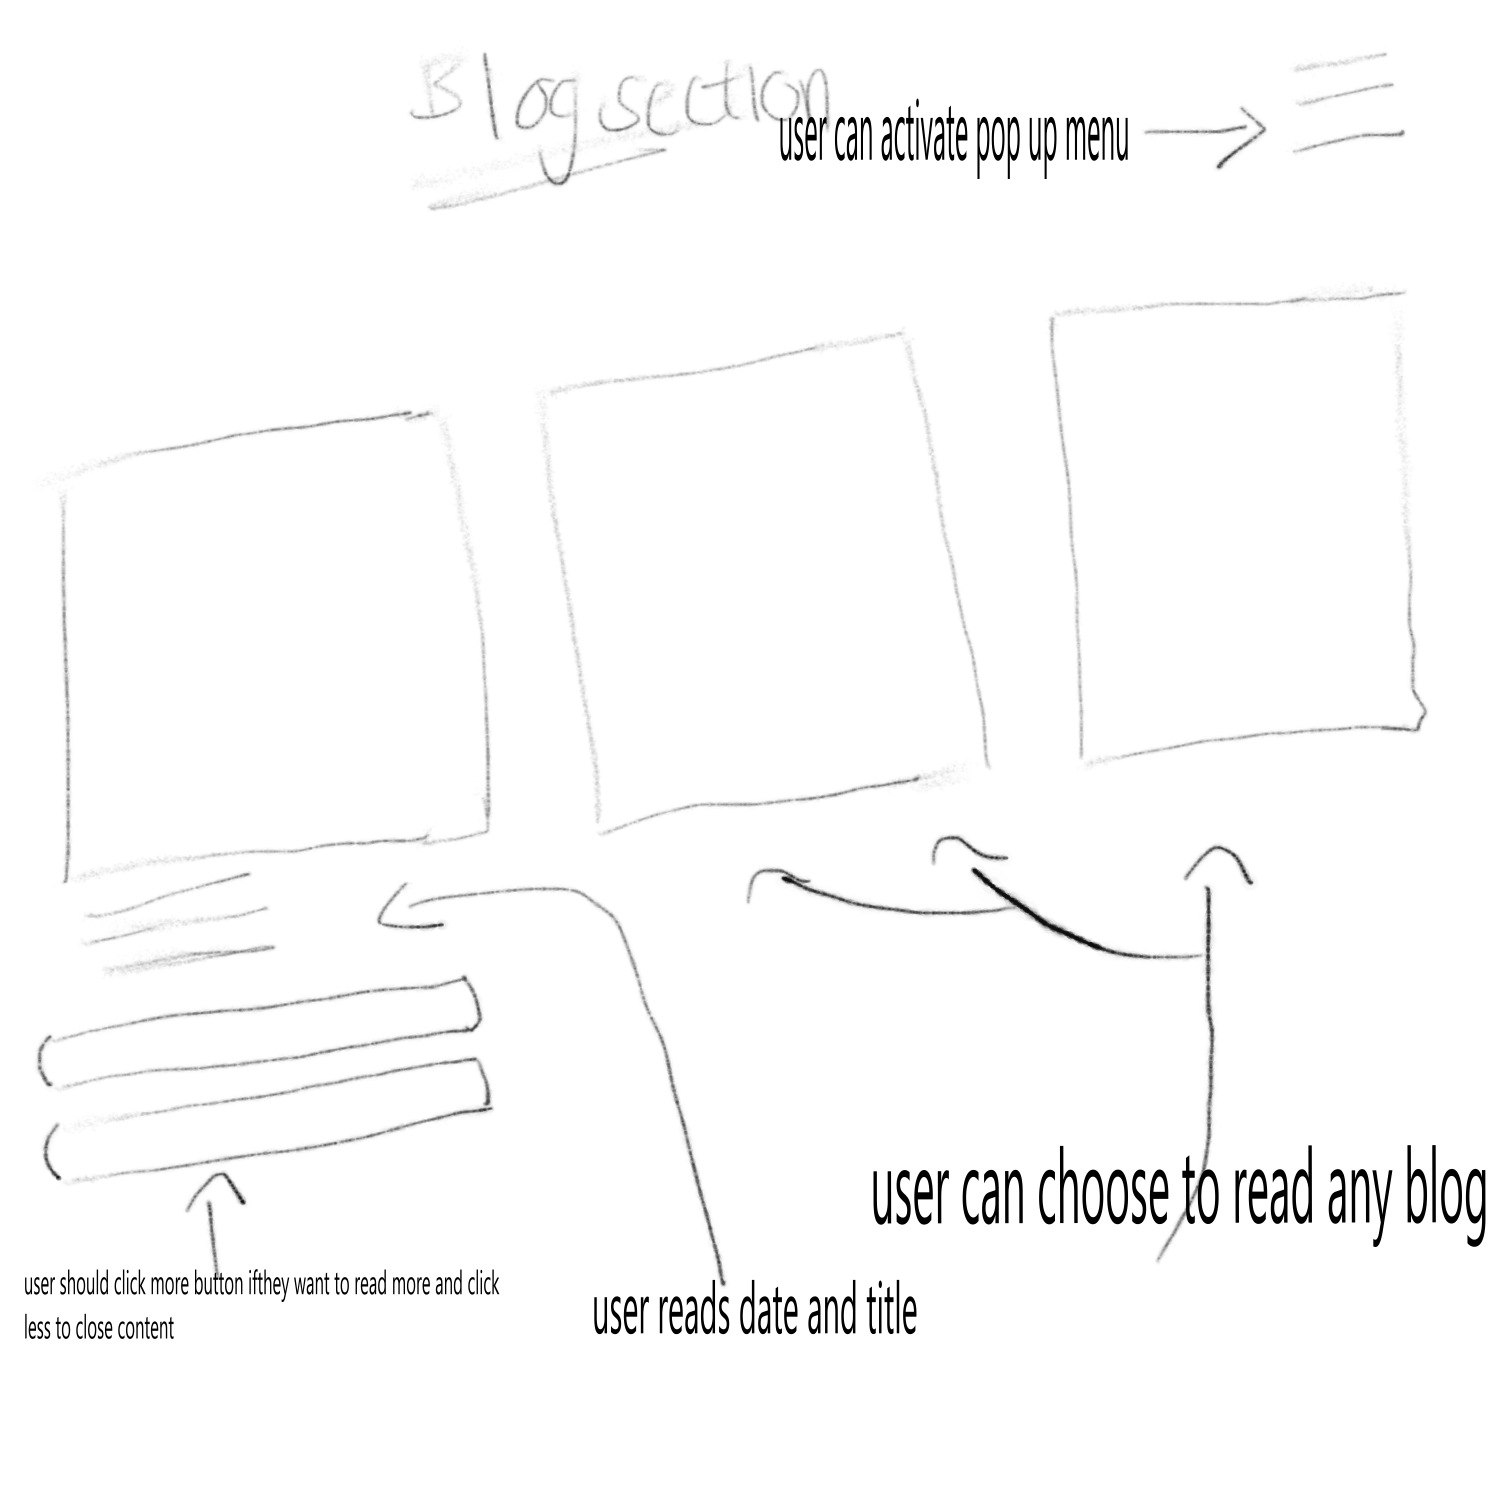 Blog section
user can activate pop up menu
user can choose to read any blog
user should click more button ifthey want to read more and click
less to close content
user reads date and title